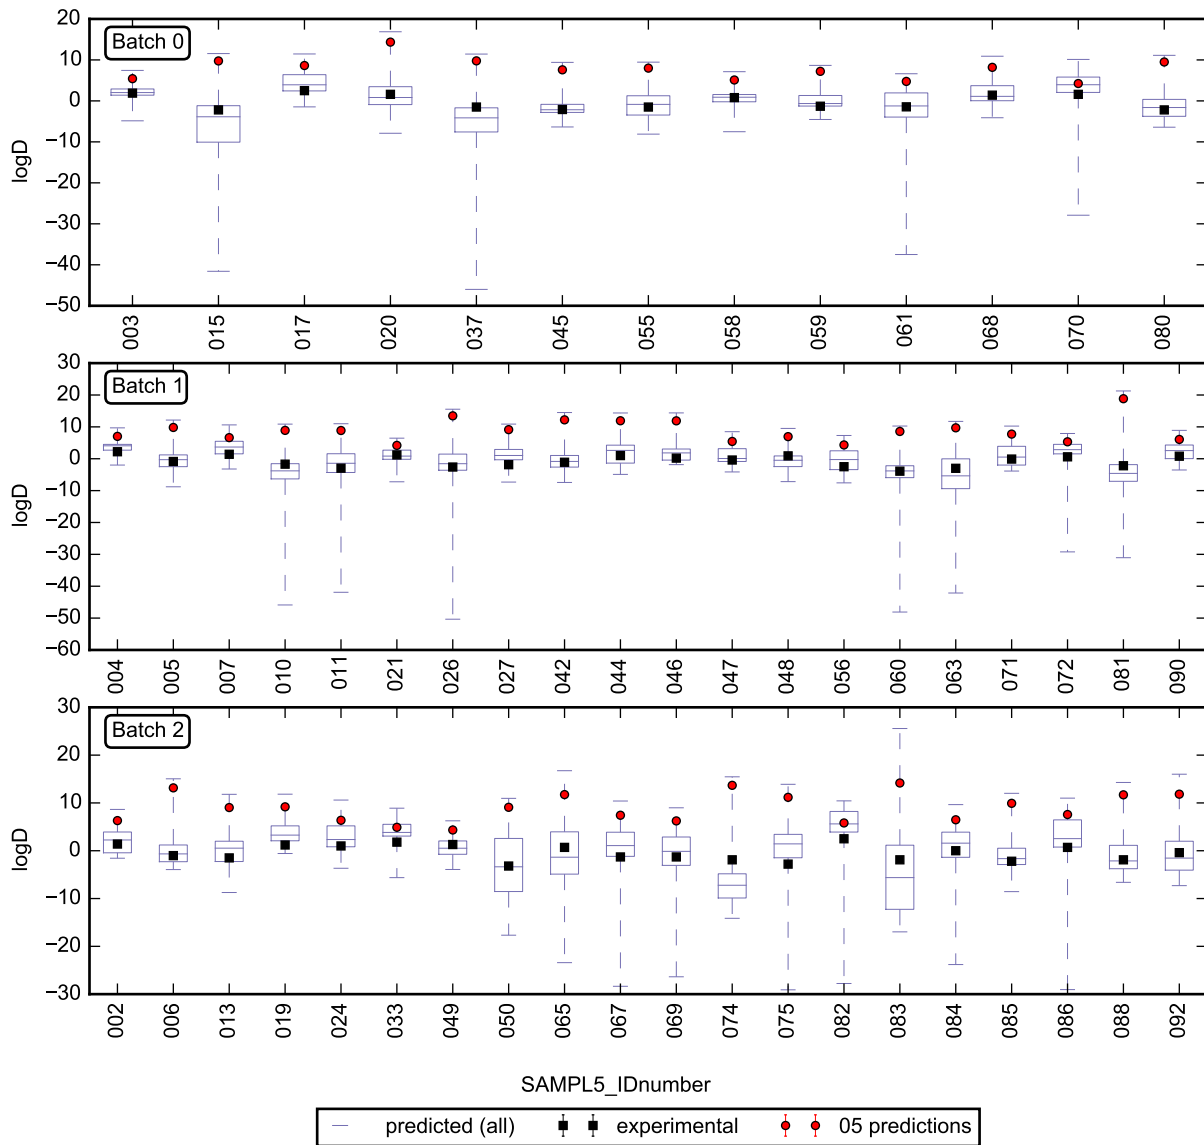 20
Batch 0
10
0
−10
−20
−30
−40
−50
logD
003 015 017 020 037 045 055 058 059 061 068 070 080
30
Batch 1
20
10
0
−10
−20
−30
−40
−50
−60
logD
004 005 007 010 011 021 026 027 042 044 046 047 048 056 060 063 071 072 081 090
30
Batch 2
20
10
0
−10
−20
−30
logD
002 006 013 019 024 033 049 050 065 067 069 074 075 082 083 084 085 086 088 092
SAMPL5_IDnumber
predicted (all) experimental 05 predictions